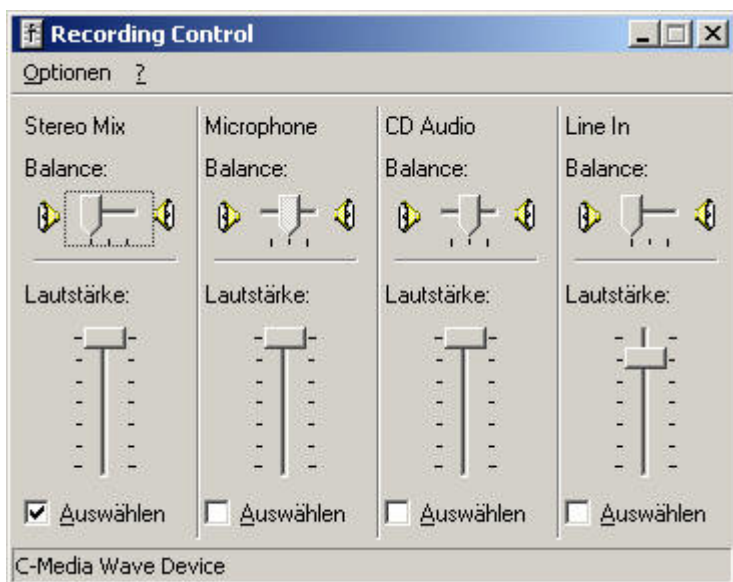 Recording Control
Optionen ?
Stereo Mix Microphone CD Audio Line In
Balance: Balance: Balance: Balance:
Lautstärke: Lautstärke: Lautstärke: Lautstärke:
Auswählen Auswählen Auswählen Auswählen
C-Media Wave Device